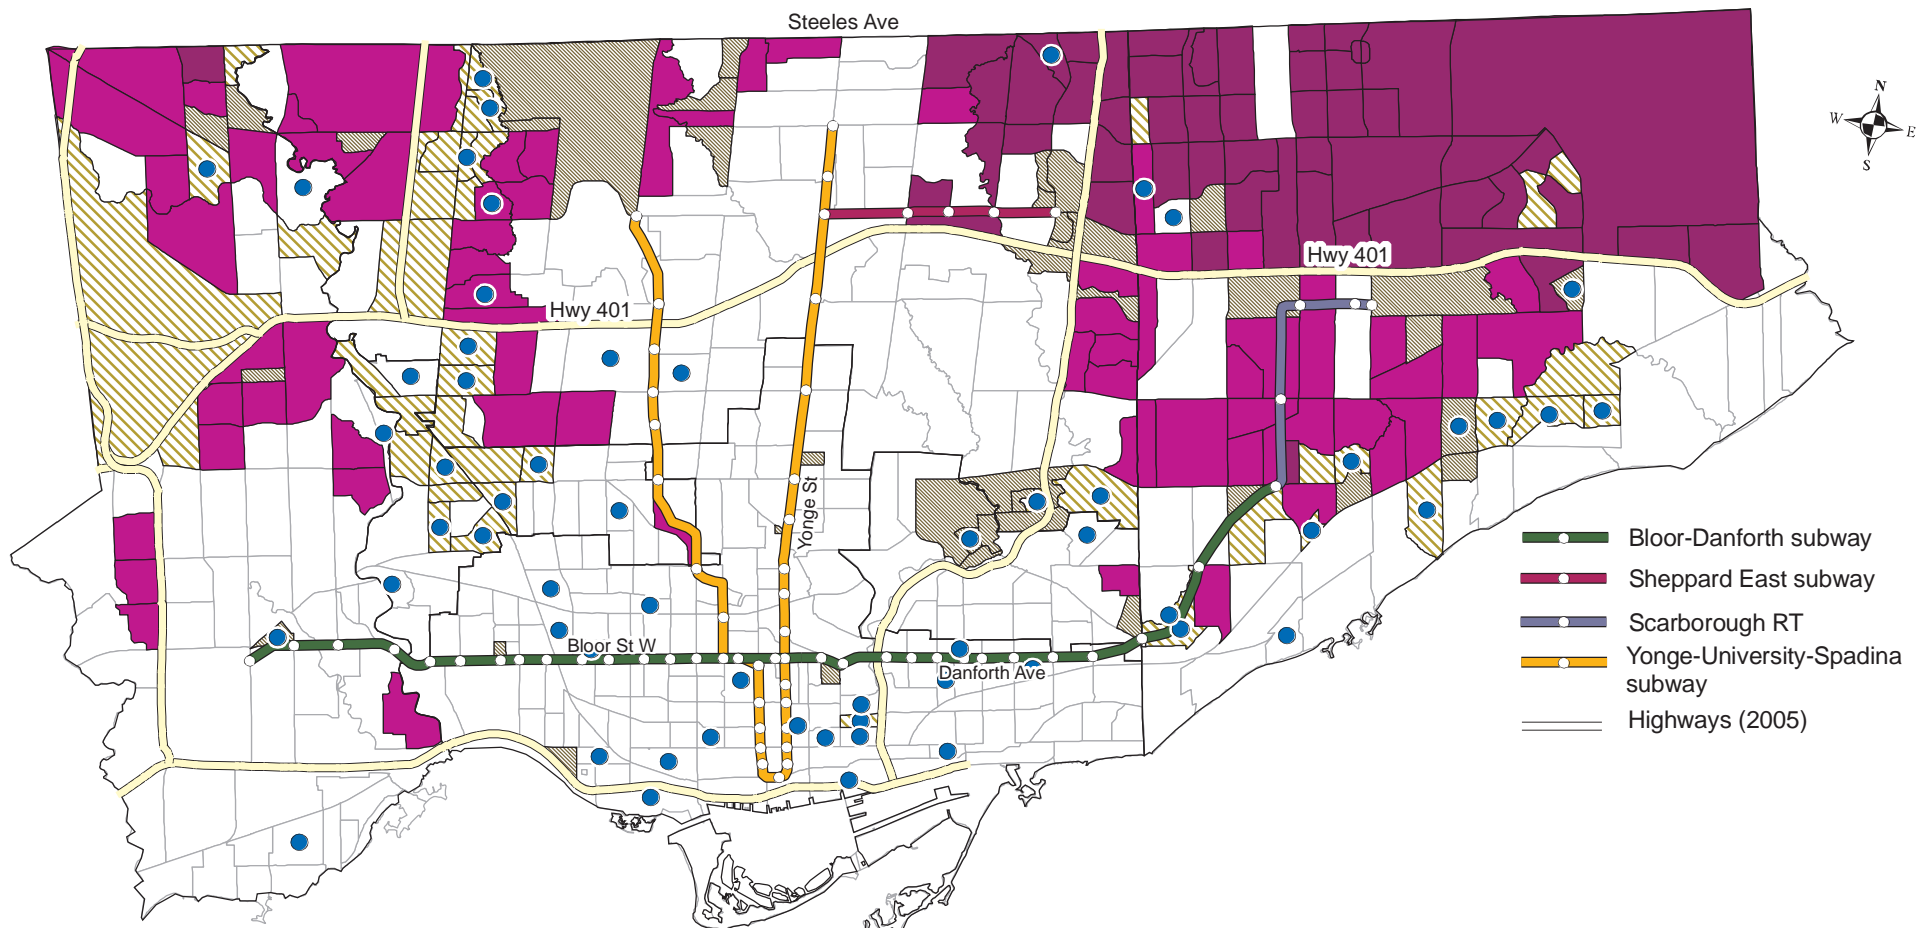 Steeles Ave
N
W
E
S
Hwy 401
Hwy 401
Yonge St
Bloor St W
Danforth Ave
Bloor-Danforth subway
Sheppard East subway
Scarborough RT
Yonge-University-Spadina
subway
Highways (2005)